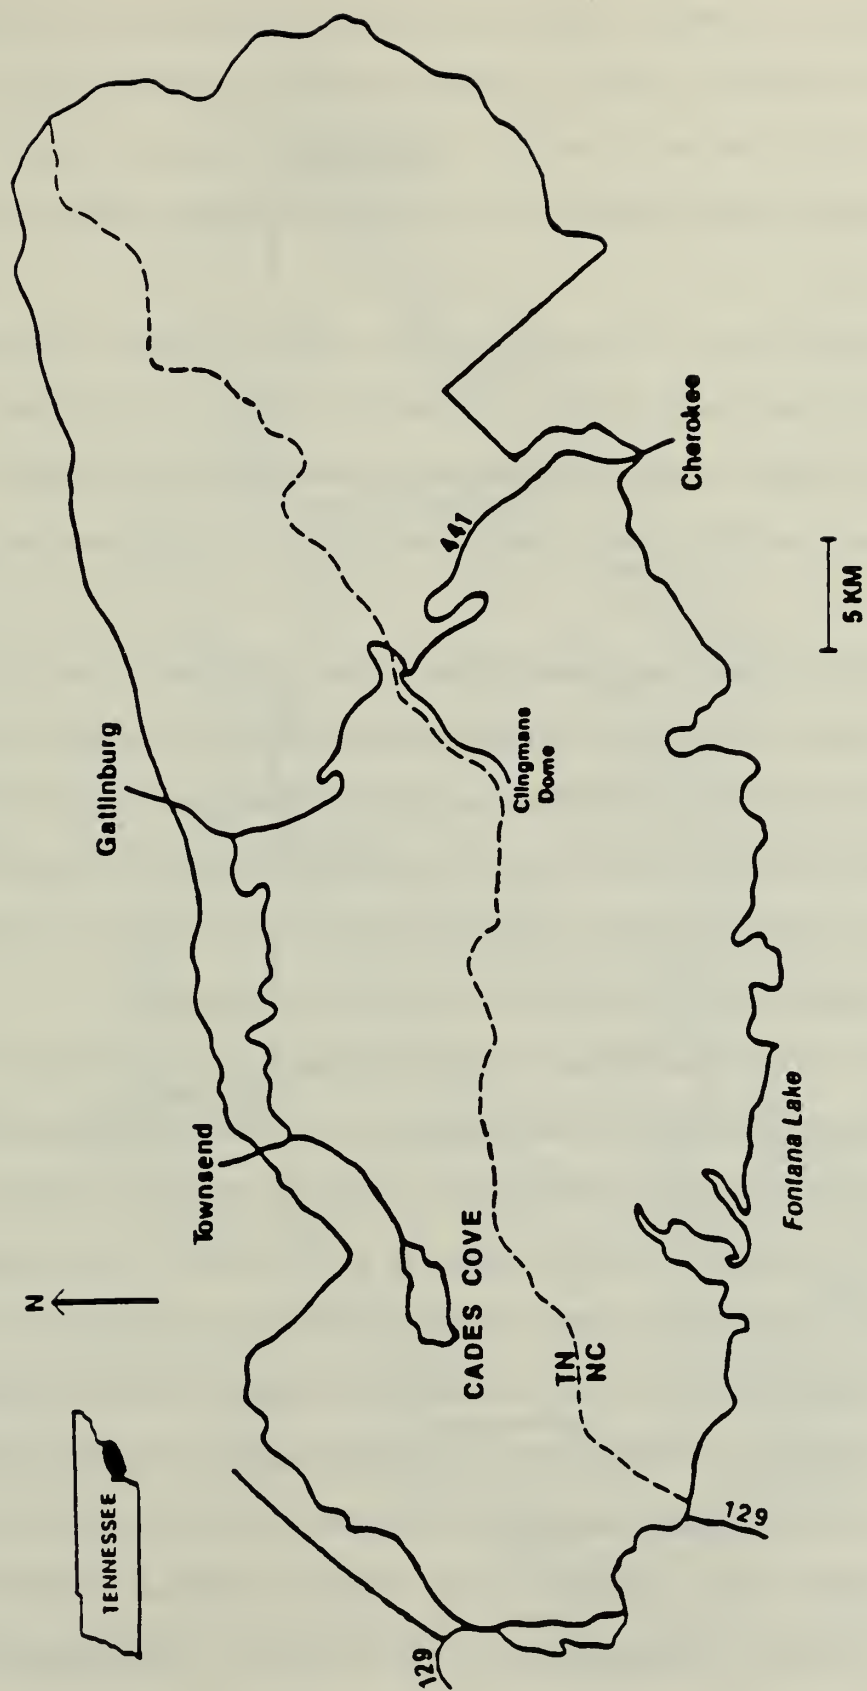 TENNESSEE
N
129
Townsend
Gatlinburg
CADES COVE
TN
NC
Clingmans
Dome
441
Cherokee
129
Fontana Lake
5 KM